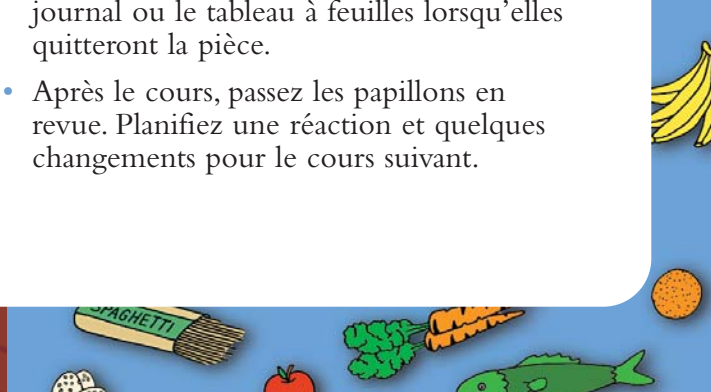 journal ou le tableau à feuilles lorsqu'elles
quitteront la pièce.
• Après le cours, passez les papillons en
revue. Planifiez une réaction et quelques
changements pour le cours suivant.
SPAGHETTI